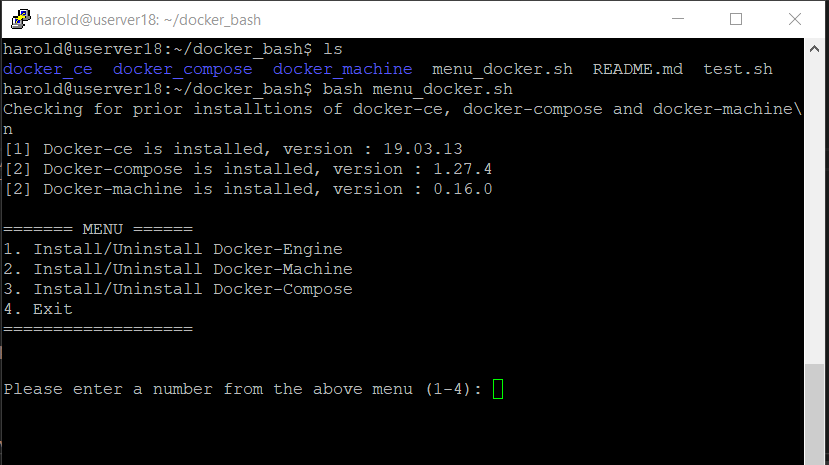 harold@userver18: ~/docker_bash
harold@userver18:~/docker_bash$ ls
docker_ce  docker_compose  docker_machine  menu_docker.sh  README.md  test.sh
harold@userver18:~/docker_bash$ bash menu_docker.sh
Checking for prior installtions of docker-ce, docker-compose and docker-machine\
n
[1] Docker-ce is installed, version : 19.03.13
[2] Docker-compose is installed, version : 1.27.4
[2] Docker-machine is installed, version : 0.16.0
======= MENU ======
1. Install/Uninstall Docker-Engine
2. Install/Uninstall Docker-Machine
3. Install/Uninstall Docker-Compose
4. Exit
===================
Please enter a number from the above menu (1-4):